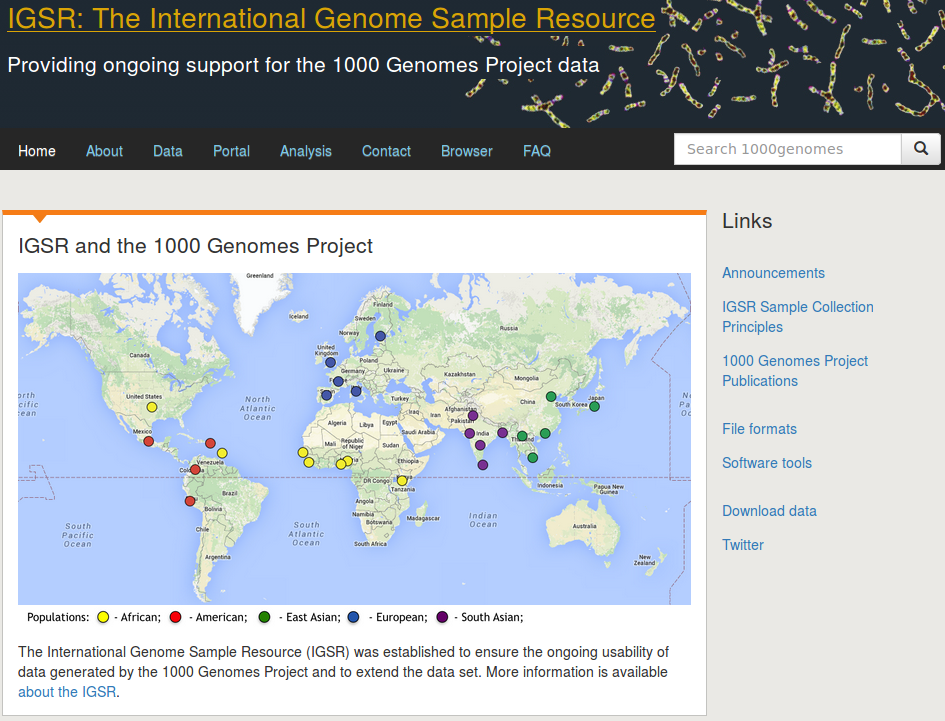 IGSR: The International Genome Sample Resource
Providing ongoing support for the 1000 Genomes Project data
Home About Data Portal Analysis Contact Browser FAQ
Search 1000genomes
IGSR and the 1000 Genomes Project
Greenland
Iceland
Finland
Sweden
Norway
Russia
United
Kingdom
Canada
Poland
Germany
Ukraine
Kazakhstan
Mongolia
United States
North
Atlantic
Ocean
Turkey
China
South Korea
Japan
Afghanistan
Iraq
Iran
Pakistan
Algeria
Libya
Egypt
Saudi Arabia
India
Mexico
Mali
Republic
of Niger
Sudan
Venezuela
Ethiopia
DR Congo
Tanzania
Indonesia
Papua New
Guinea
Brazil
Angola
Bolivia
Namibia
Botswana
Madagascar
Indian
Ocean
Australia
South
Pacific
Ocean
Chile
South
Atlantic
Ocean
South Africa
Argentina
New
Zealand
Populations: - African; - American; - East Asian; - European; - South Asian;
The International Genome Sample Resource (IGSR) was established to ensure the ongoing usability of
data generated by the 1000 Genomes Project and to extend the data set. More information is available
about the IGSR.
Links
Announcements
IGSR Sample Collection
Principles
1000 Genomes Project
Publications
File formats
Software tools
Download data
Twitter